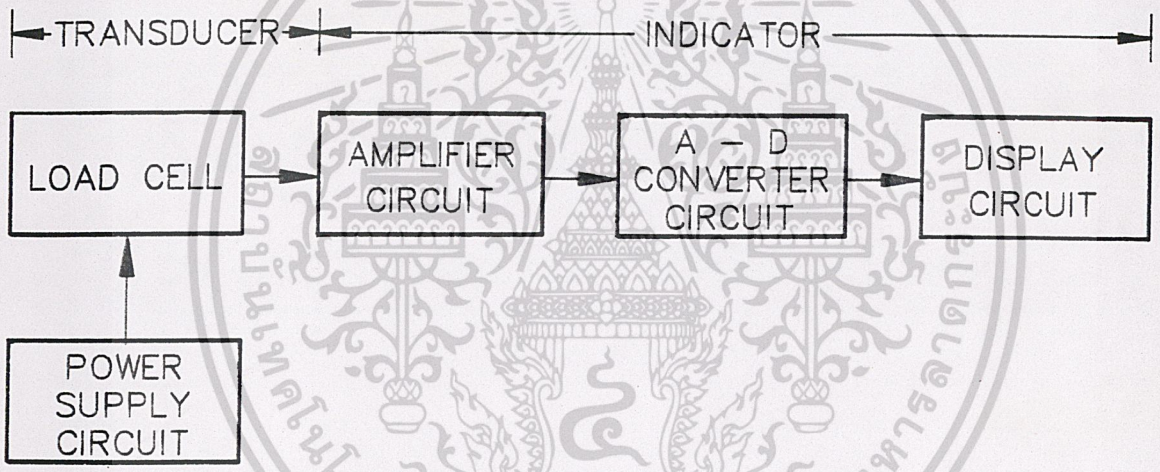 TRANSDUCER
INDICATOR
LOAD CELL
AMPLIFIER
CIRCUIT
A - D
CONVERTER
CIRCUIT
DISPLAY
CIRCUIT
POWER
SUPPLY
CIRCUIT